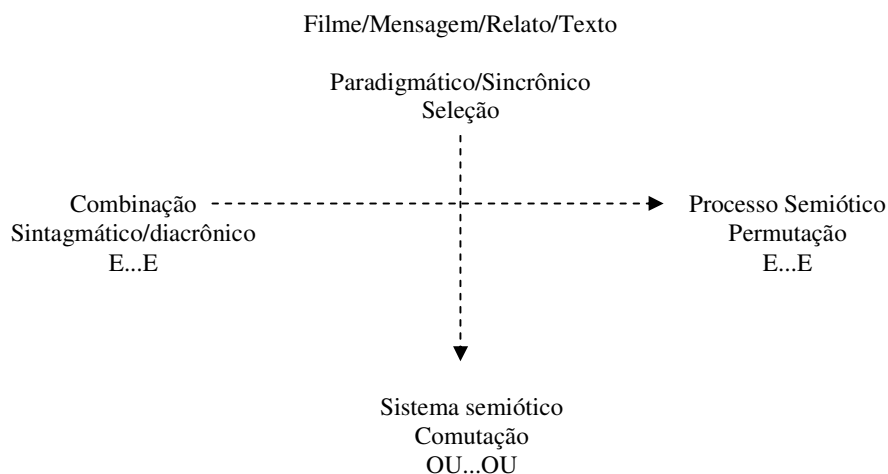 Filme/Mensagem/Relato/Texto
Paradigmático/Sincrônico
Seleção
Combinação
Sintagmático/diacrônico
E...E
Processo Semiótico
Permutação
E...E
Sistema semiótico
Comutação
OU...OU